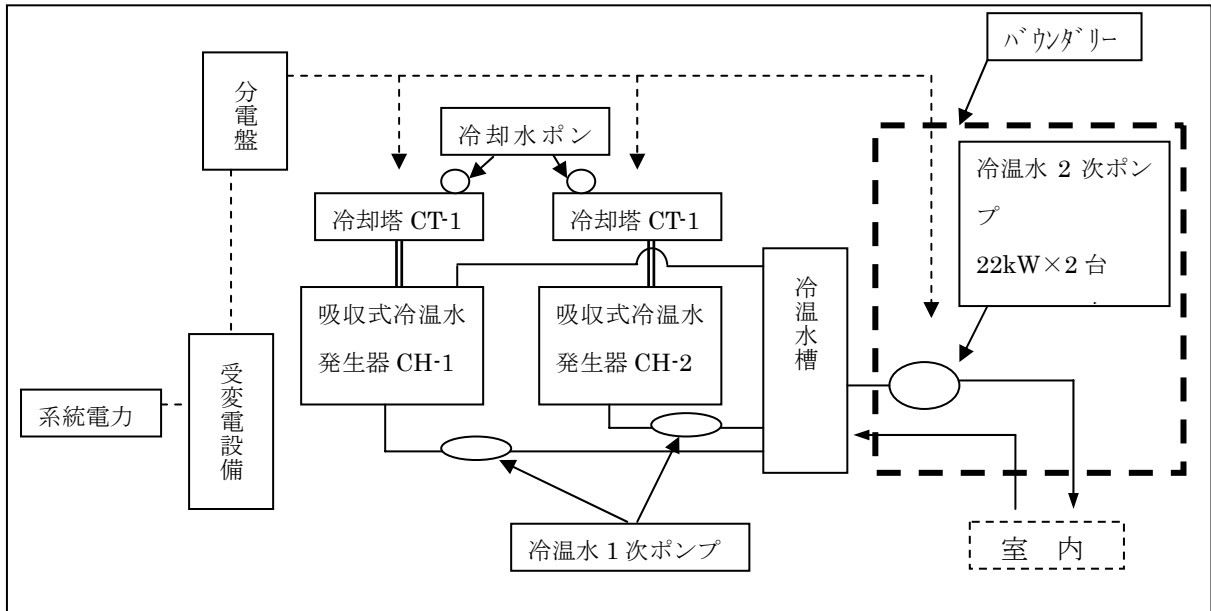 バウンダリー
分電盤
冷却水ポン
冷温水 2 次ポン
プ
22kW×2 台
冷却塔 CT-1
冷却塔 CT-1
冷温水槽
吸収式冷温水
発生器 CH-1
吸収式冷温水
発生器 CH-2
受変電設備
系統電力
冷温水 1 次ポンプ
室 内